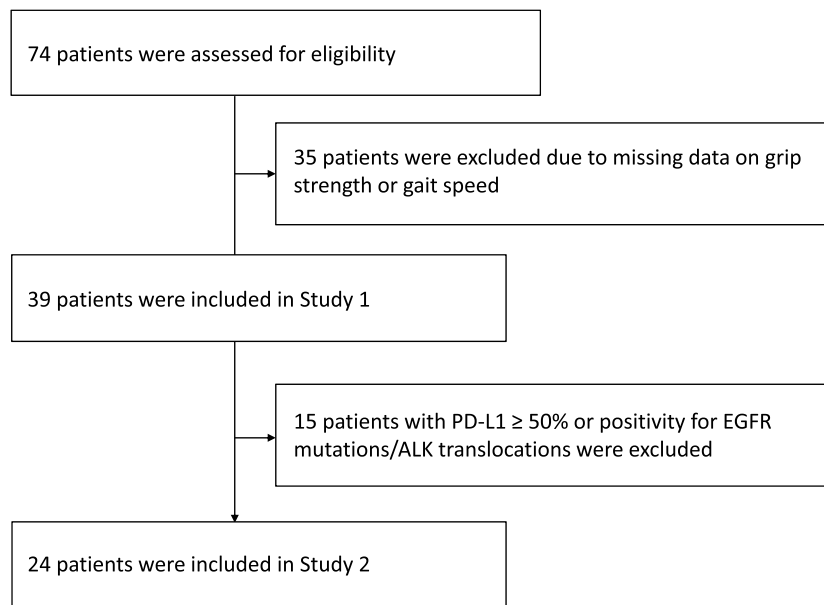 74 patients were assessed for eligibility
35 patients were excluded due to missing data on grip
strength or gait speed
39 patients were included in Study 1
15 patients with PD-L1 ≥ 50% or positivity for EGFR
mutations/ALK translocations were excluded
24 patients were included in Study 2